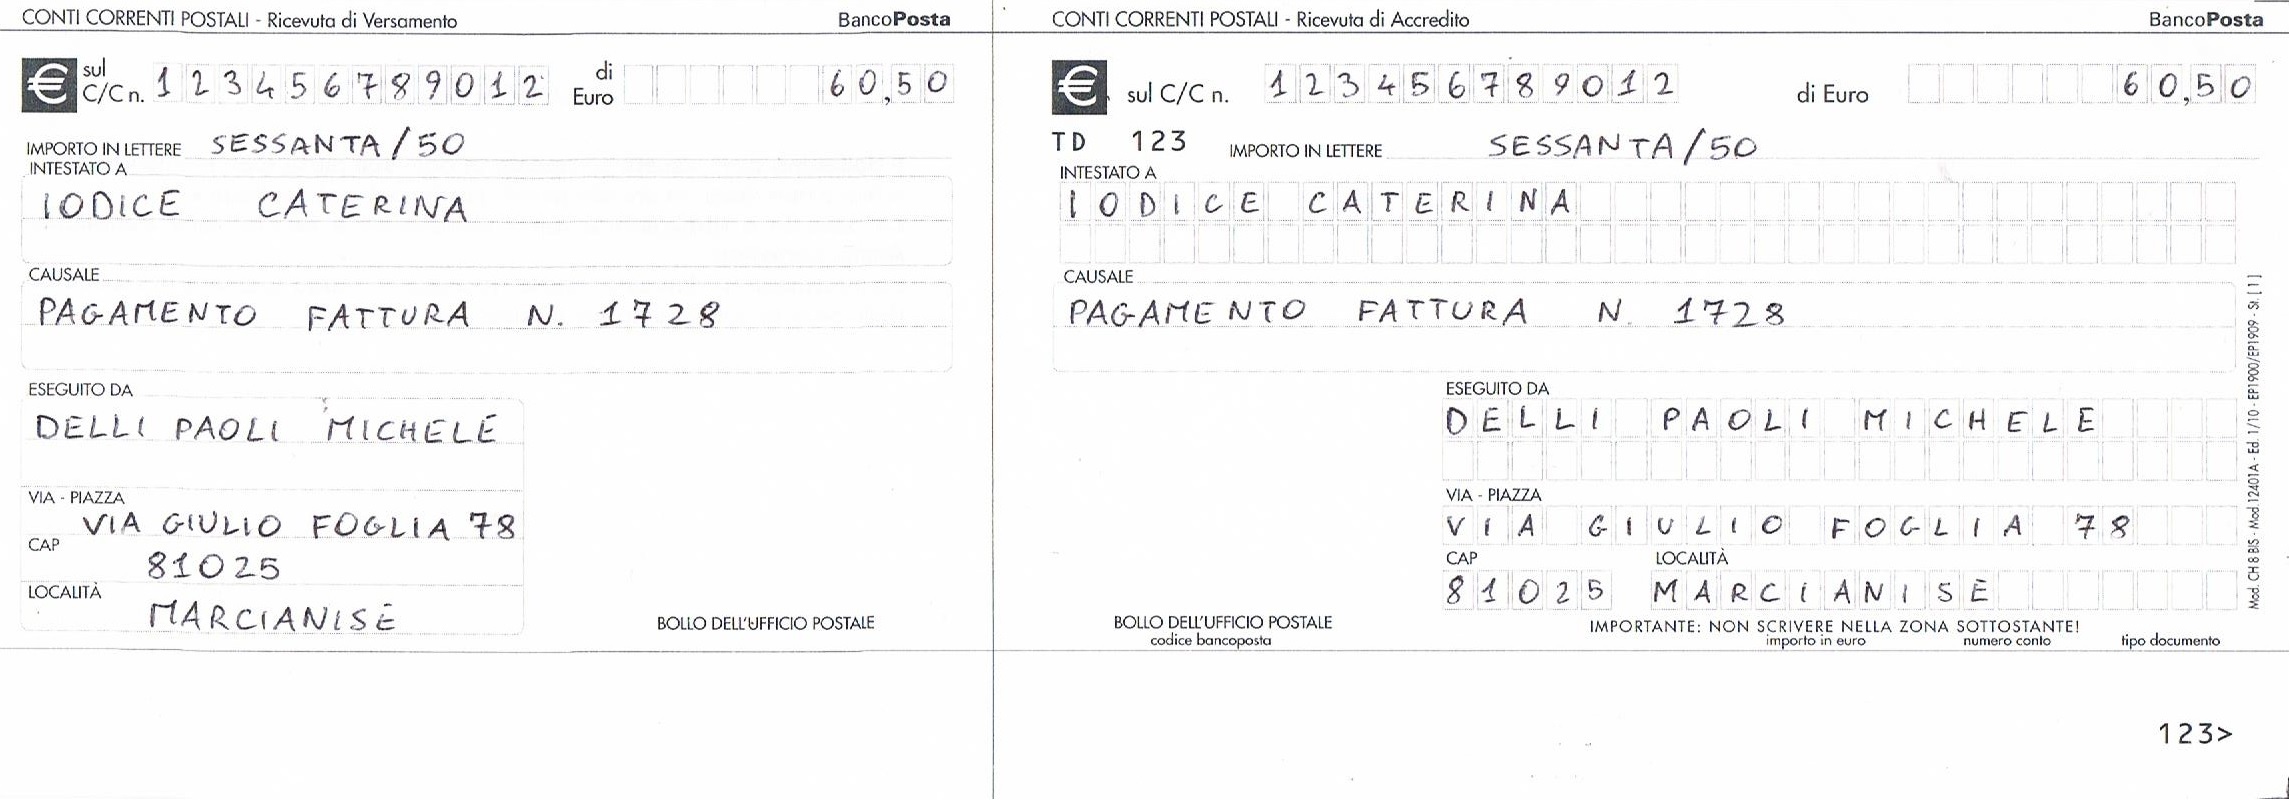 CONTI CORRENTI POSTALI - Ricevuta di Versamento BancoPosta
€ sul C/C n. 123456789012 di Euro 60,50
IMPORTO IN LETTERE SESSANTA/50
INTESTATO A
IODICE CATERINA
CAUSALE
PAGAMENTO FATTURA N. 1728
ESEGUITO DA
DELLI PAOLI MICHELE
VIA - PIAZZA
VIA GIULIO FOGLIA 78
CAP
81025
LOCALITÀ
MARCIANISE
BOLLO DELL'UFFICIO POSTALE
CONTI CORRENTI POSTALI - Ricevuta di Accredito BancoPosta
€ sul C/C n. 123456789012 di Euro 60,50
TD 123 IMPORTO IN LETTERE SESSANTA/50
INTESTATO A
IODICE CATERINA
CAUSALE
PAGAMENTO FATTURA N. 1728
ESEGUITO DA
DELLI PAOLI MICHELE
VIA - PIAZZA
VIA GIULIO FOGLIA 78
CAP LOCALITÀ
81025 MARCIANISE
BOLLO DELL'UFFICIO POSTALE
codice bancoposta
IMPORTANTE: NON SCRIVERE NELLA ZONA SOTTOSTANTE!
importo in euro numero conto tipo documento
Mod. CH 8 BIS - Mod 12401A - Ed. 1/10 - EP1900/EP1909 - St. [1]
123>